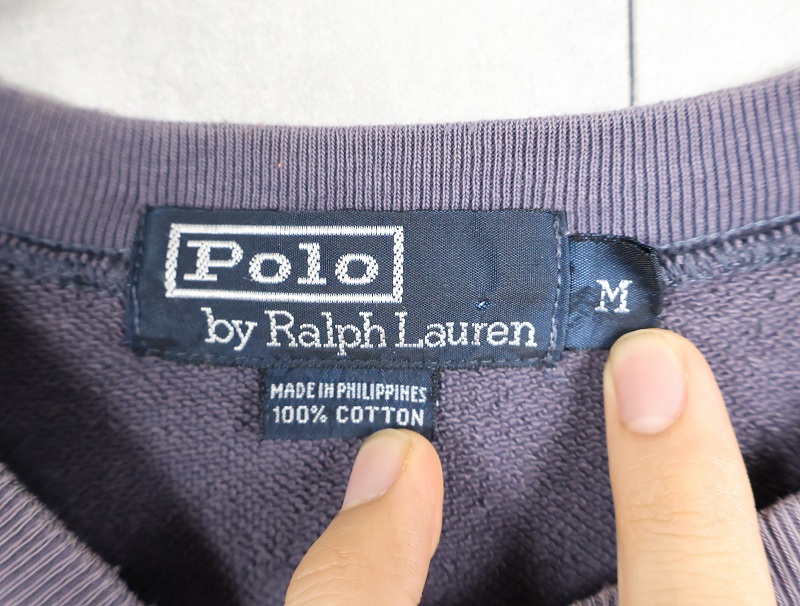 Polo
by Ralph Lauren
M
MADE IN PHILIPPINES
100% COTTON